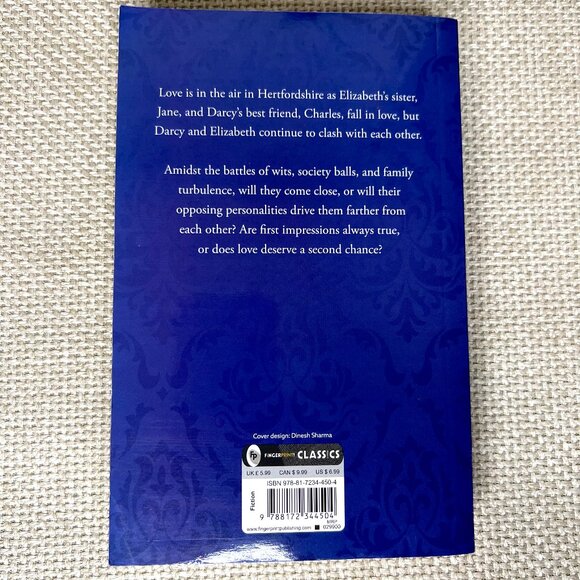 Love is in the air in Hertfordshire as Elizabeth's sister,
Jane, and Darcy's best friend, Charles, fall in love, but
Darcy and Elizabeth continue to clash with each other.
Amidst the battles of wits, society balls, and family
turbulence, will they come close, or will their
opposing personalities drive them farther from
each other? Are first impressions always true,
or does love deserve a second chance?
Cover design: Dinesh Sharma
FP FINGERPRINT! CLASSICS
UK £ 5.99 CAN $ 9.99 US $ 6.99
ISBN 978-81-7234-450-4
Fiction
9 788172 344504
www.fingerprintpublishing.com